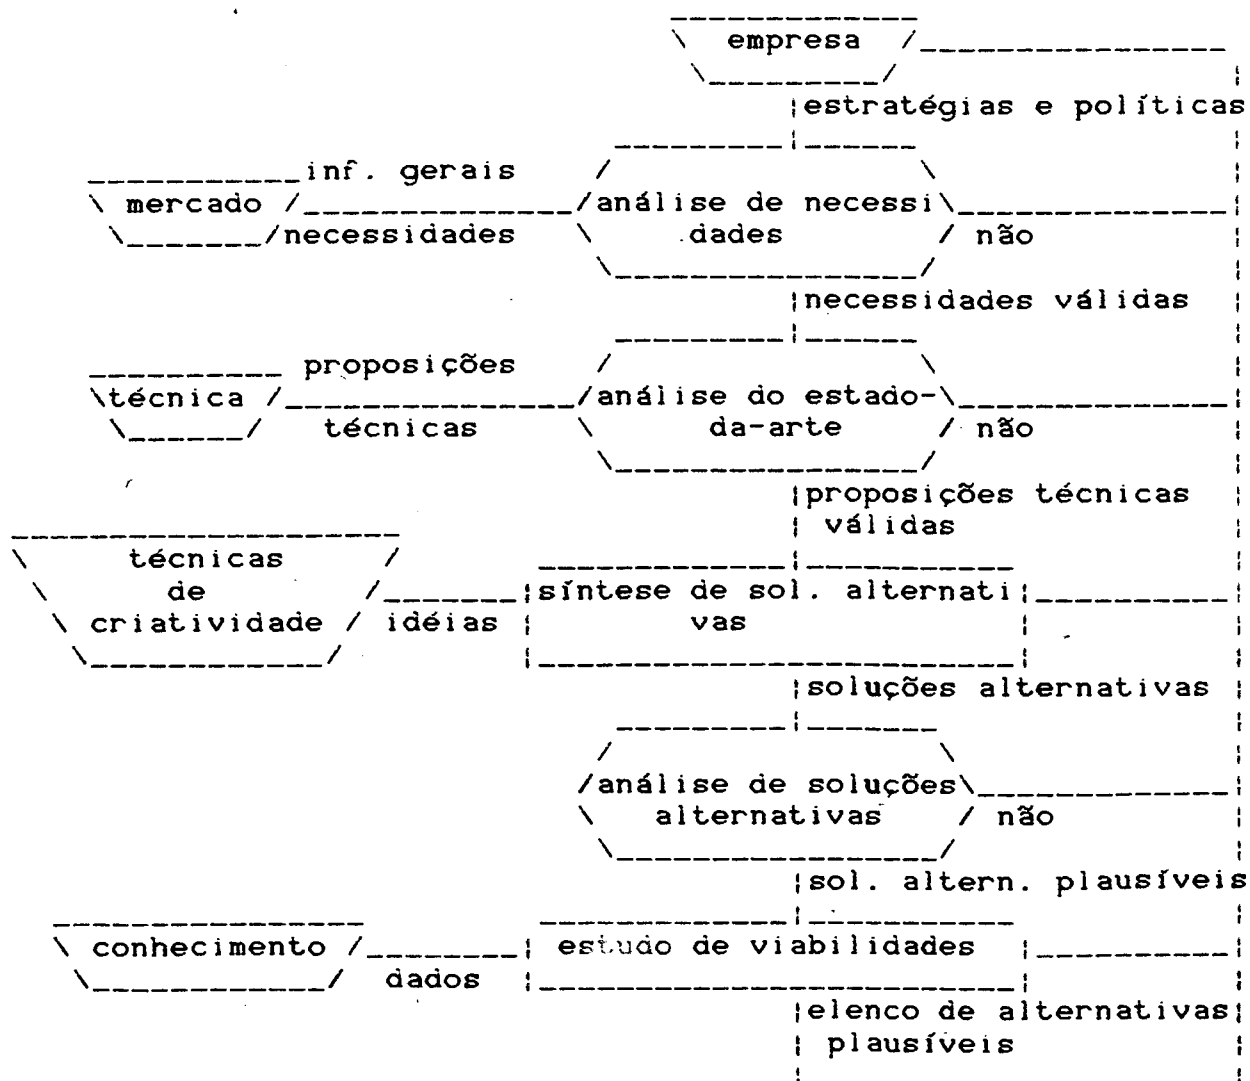 empresa
estratégias e políticas
inf. gerais
mercado análise de necessi
necessidades dades não
necessidades válidas
proposições
técnica análise do estado-
técnicas da-arte não
proposições técnicas
técnicas válidas
de síntese de sol. alternati
criatividade idéias vas
soluções alternativas
análise de soluções
alternativas não
sol. altern. plausíveis
conhecimento estudo de viabilidades
dados
elenco de alternativas
plausíveis